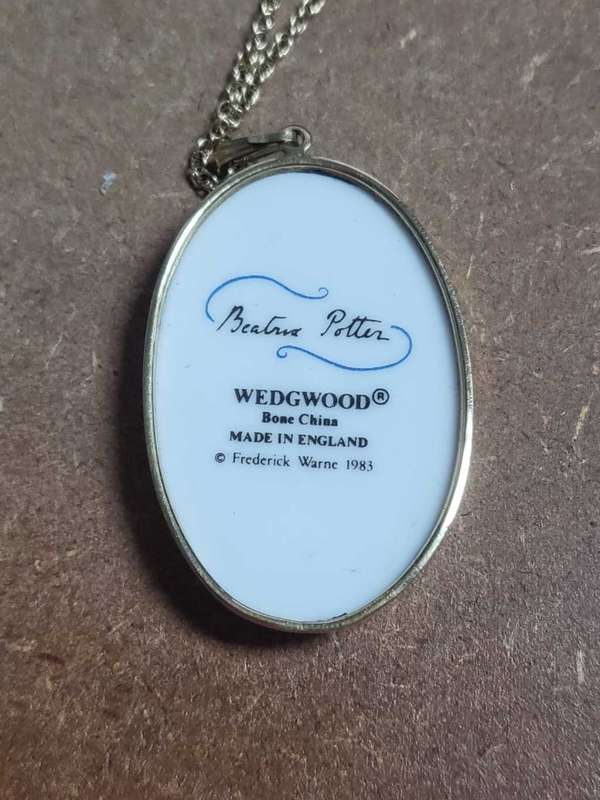 Beatrix Potter
WEDGWOOD®
Bone China
MADE IN ENGLAND
© Frederick Warne 1983